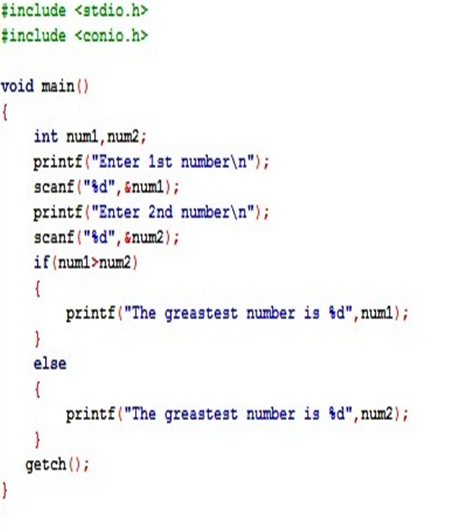 #include <stdio.h>
#include <conio.h>
void main()
{
int num1,num2;
printf("Enter 1st number\n");
scanf("%d",&num1);
printf("Enter 2nd number\n");
scanf("%d",&num2);
if(num1>num2)
{
printf("The greastest number is %d",num1);
}
else
{
printf("The greastest number is %d",num2);
}
getch();
}